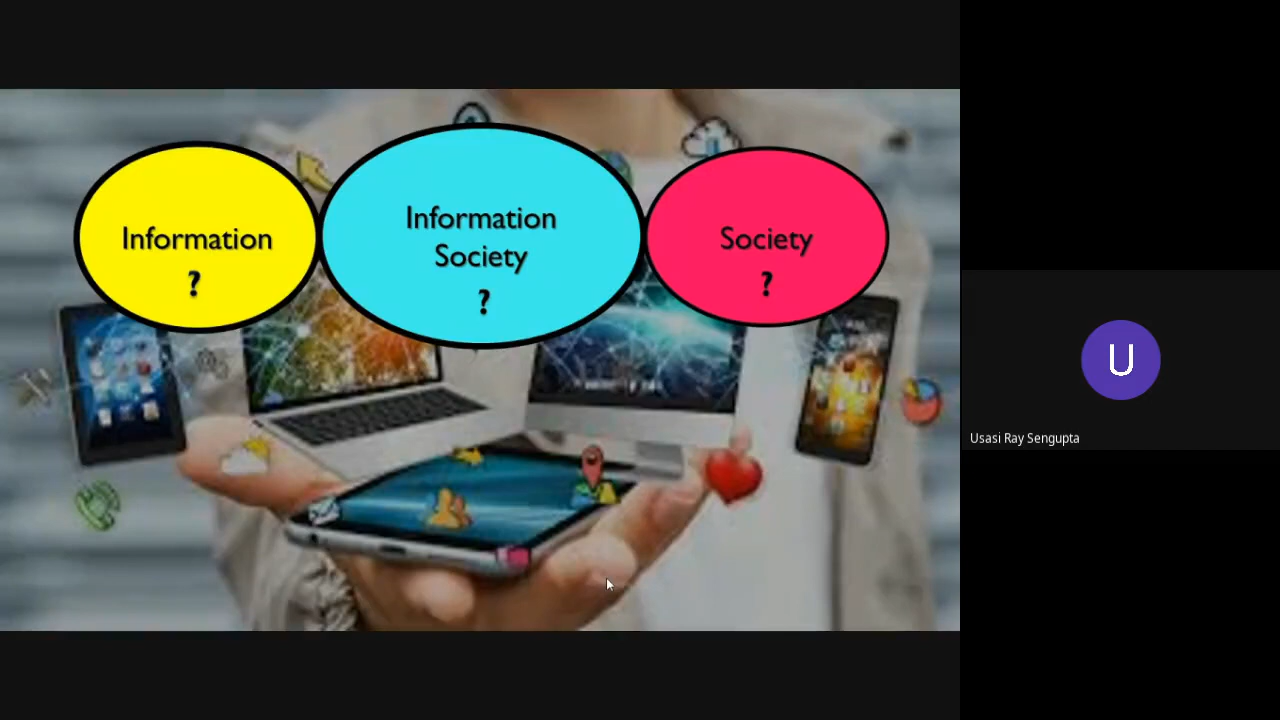 Information
?
Information
Society
?
Society
?
U
Usasi Ray Sengupta